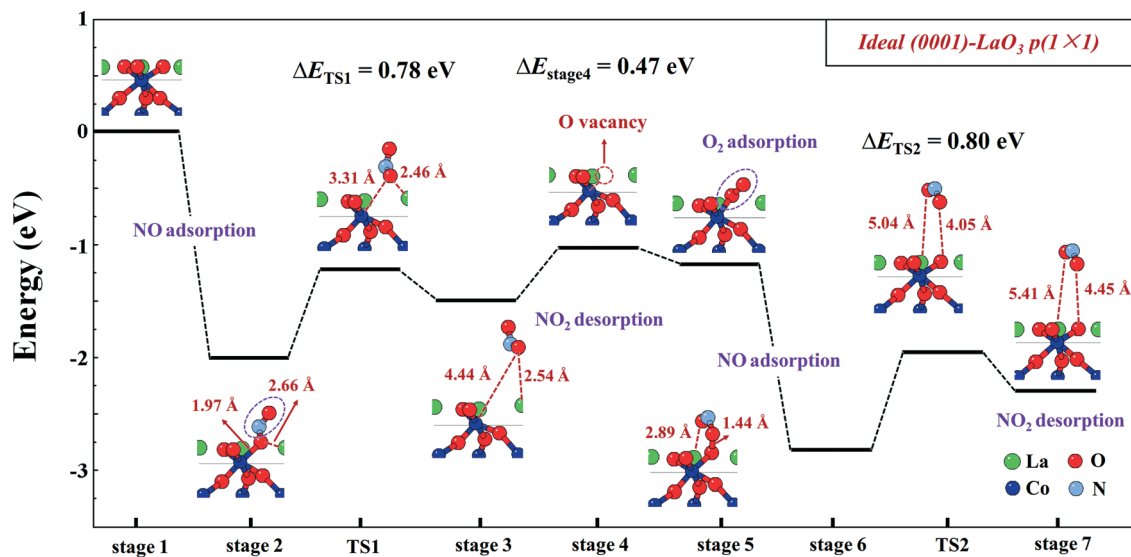 Ideal (0001)-LaO3 p(1×1)
ΔE_TS1 = 0.78 eV
ΔE_stage4 = 0.47 eV
ΔE_TS2 = 0.80 eV
Energy (eV)
1
0
-1
-2
-3
NO adsorption
1.97 Å
2.66 Å
3.31 Å
2.46 Å
4.44 Å
2.54 Å
NO2 desorption
O vacancy
O2 adsorption
NO adsorption
2.89 Å
1.44 Å
5.04 Å
4.05 Å
5.41 Å
4.45 Å
NO2 desorption
La
O
Co
N
stage 1
stage 2
TS1
stage 3
stage 4
stage 5
stage 6
TS2
stage 7